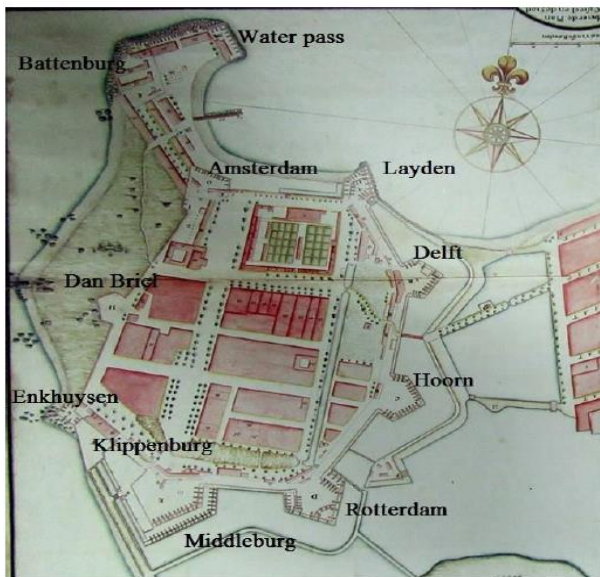 Water pass
Battenburg
Amsterdam
Layden
Delft
Dan Briel
Hoorn
Enkhuysen
Klippenburg
Rotterdam
Middleburg